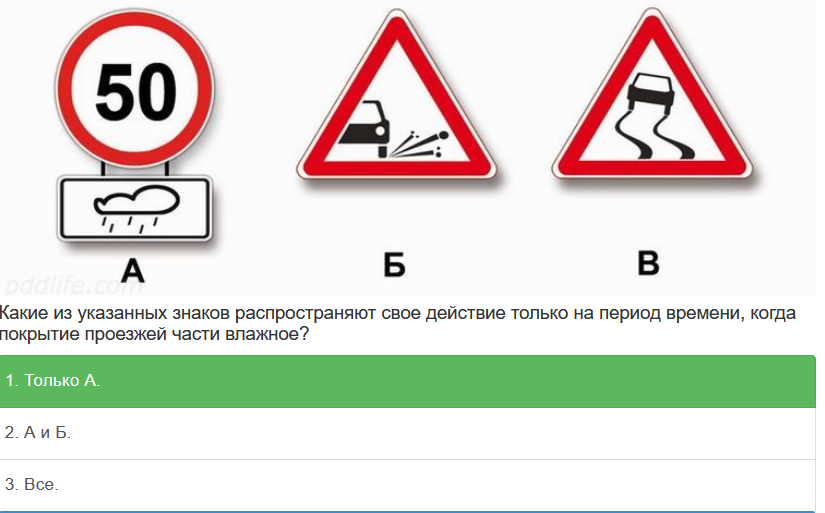 50
А Б В
pddlife.com
Какие из указанных знаков распространяют свое действие только на период времени, когда
покрытие проезжей части влажное?
1. Только А.
2. А и Б.
3. Все.